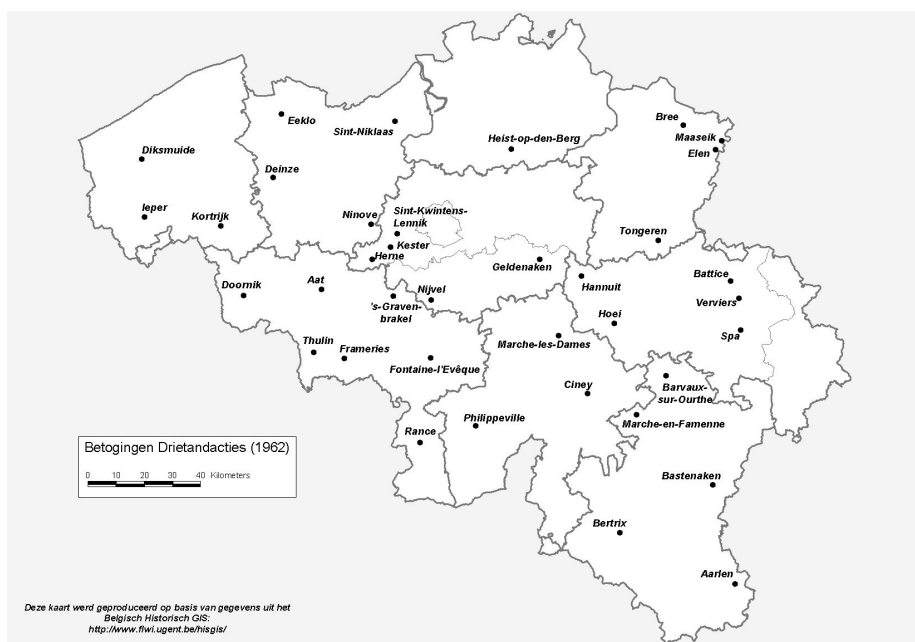 Eeklo
Sint-Niklaas
Bree
Maaseik
Elen
Heist-op-den-Berg
Diksmuide
Deinze
Ieper
Kortrijk
Ninove
Sint-Kwintens-
Lennik
Kester
Herne
Tongeren
Geldenaken
Battice
Hannuit
Verviers
Doornik
Aat
's-Graven-
brakel
Nijvel
Hoei
Spa
Thulin
Frameries
Fontaine-l'Evêque
Marche-les-Dames
Ciney
Barvaux-
sur-Ourthe
Marche-en-Famenne
Philippeville
Rance
Betogingen Drietandacties (1962)
0 10 20 30 40 Kilometers
Bastenaken
Bertrix
Aarlen
Deze kaart werd geproduceerd op basis van gegevens uit het
Belgisch Historisch GIS:
http://www.flwi.ugent.be/hisgis/